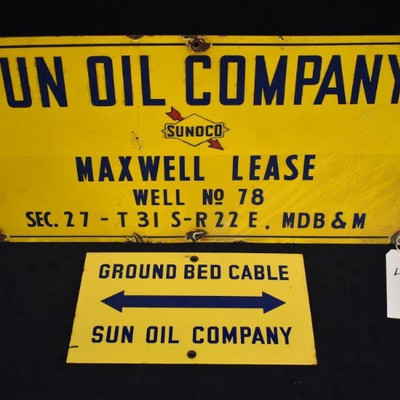 UN OIL COMPANY
SUNOCO
MAXWELL LEASE
WELL NO 78
SEC. 27 - T 31 S-R 22 E, MDB & M
GROUND BED CABLE
SUN OIL COMPANY